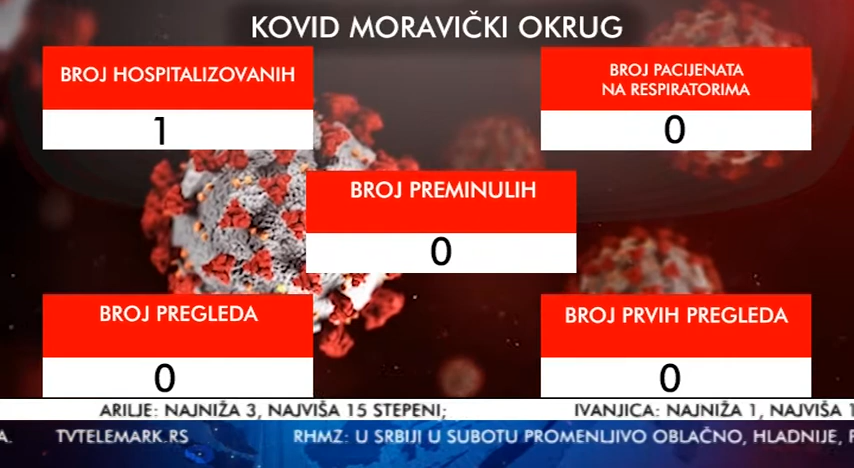 KOVID MORAVIČKI OKRUG
BROJ HOSPITALIZOVANIH
1
BROJ PACIJENATA
NA RESPIRATORIMA
0
BROJ PREMINULIH
0
BROJ PREGLEDA
0
BROJ PRVIH PREGLEDA
0
ARILJE: NAJNIŽA 3, NAJVIŠA 15 STEPENI; IVANJICA: NAJNIŽA 1, NAJVIŠA 1
A. TVTELEMARK.RS RHMZ: U SRBIJI U SUBOTU PROMENLJIVO OBLAČNO, HLADNIJE,